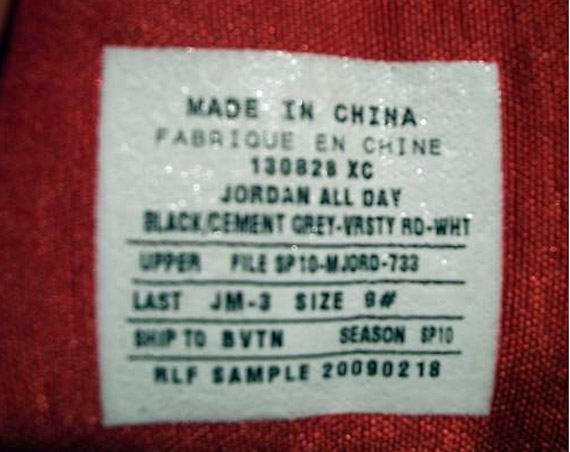 MADE IN CHINA
FABRIQUE EN CHINE
130828 XC
JORDAN ALL DAY
BLACK/CEMENT GREY-VRSTY RD-WHT
UPPER FILE SP10-MJORD-733
LAST JM-3 SIZE 9#
SHIP TO BVTN SEASON SP10
RLF SAMPLE 20090218